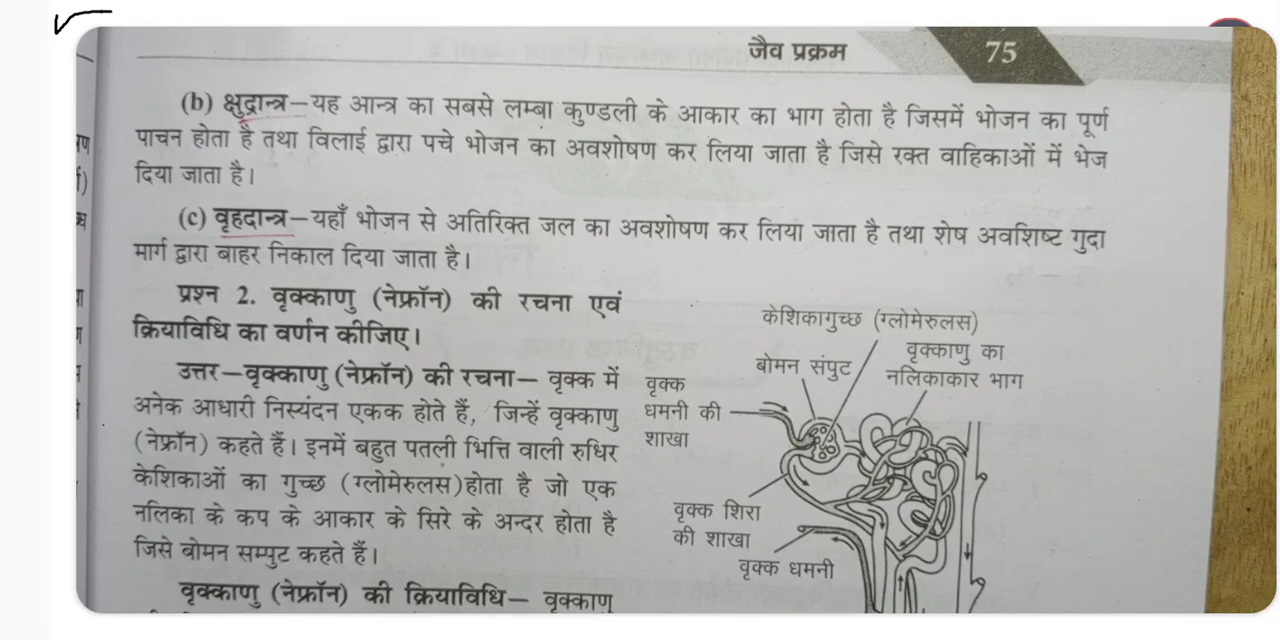 जैव प्रक्रम
75
(b) क्षुद्रान्त्र–यह आन्त्र का सबसे लम्बा कुण्डली के आकार का भाग होता है जिसमें भोजन का पूर्ण
पाचन होता है तथा विलाई द्वारा पचे भोजन का अवशोषण कर लिया जाता है जिसे रक्त वाहिकाओं में भेज
दिया जाता है।
(c) वृहदान्त्र–यहाँ भोजन से अतिरिक्त जल का अवशोषण कर लिया जाता है तथा शेष अवशिष्ट गुदा
मार्ग द्वारा बाहर निकाल दिया जाता है।
प्रश्न 2. वृक्काणु (नेफ्रॉन) की रचना एवं
क्रियाविधि का वर्णन कीजिए।
उत्तर–वृक्काणु (नेफ्रॉन) की रचना– वृक्क में
अनेक आधारी निस्यंदन एकक होते हैं, जिन्हें वृक्काणु
(नेफ्रॉन) कहते हैं। इनमें बहुत पतली भित्ति वाली रुधिर
केशिकाओं का गुच्छ (ग्लोमेरुलस)होता है जो एक
नलिका के कप के आकार के सिरे के अन्दर होता है
जिसे बोमन सम्पुट कहते हैं।
वृक्काणु (नेफ्रॉन) की क्रियाविधि– वृक्काणु
केशिकागुच्छ (ग्लोमेरुलस)
बोमन संपुट
वृक्काणु का
नलिकाकार भाग
वृक्क
धमनी की
शाखा
वृक्क शिरा
की शाखा
वृक्क धमनी